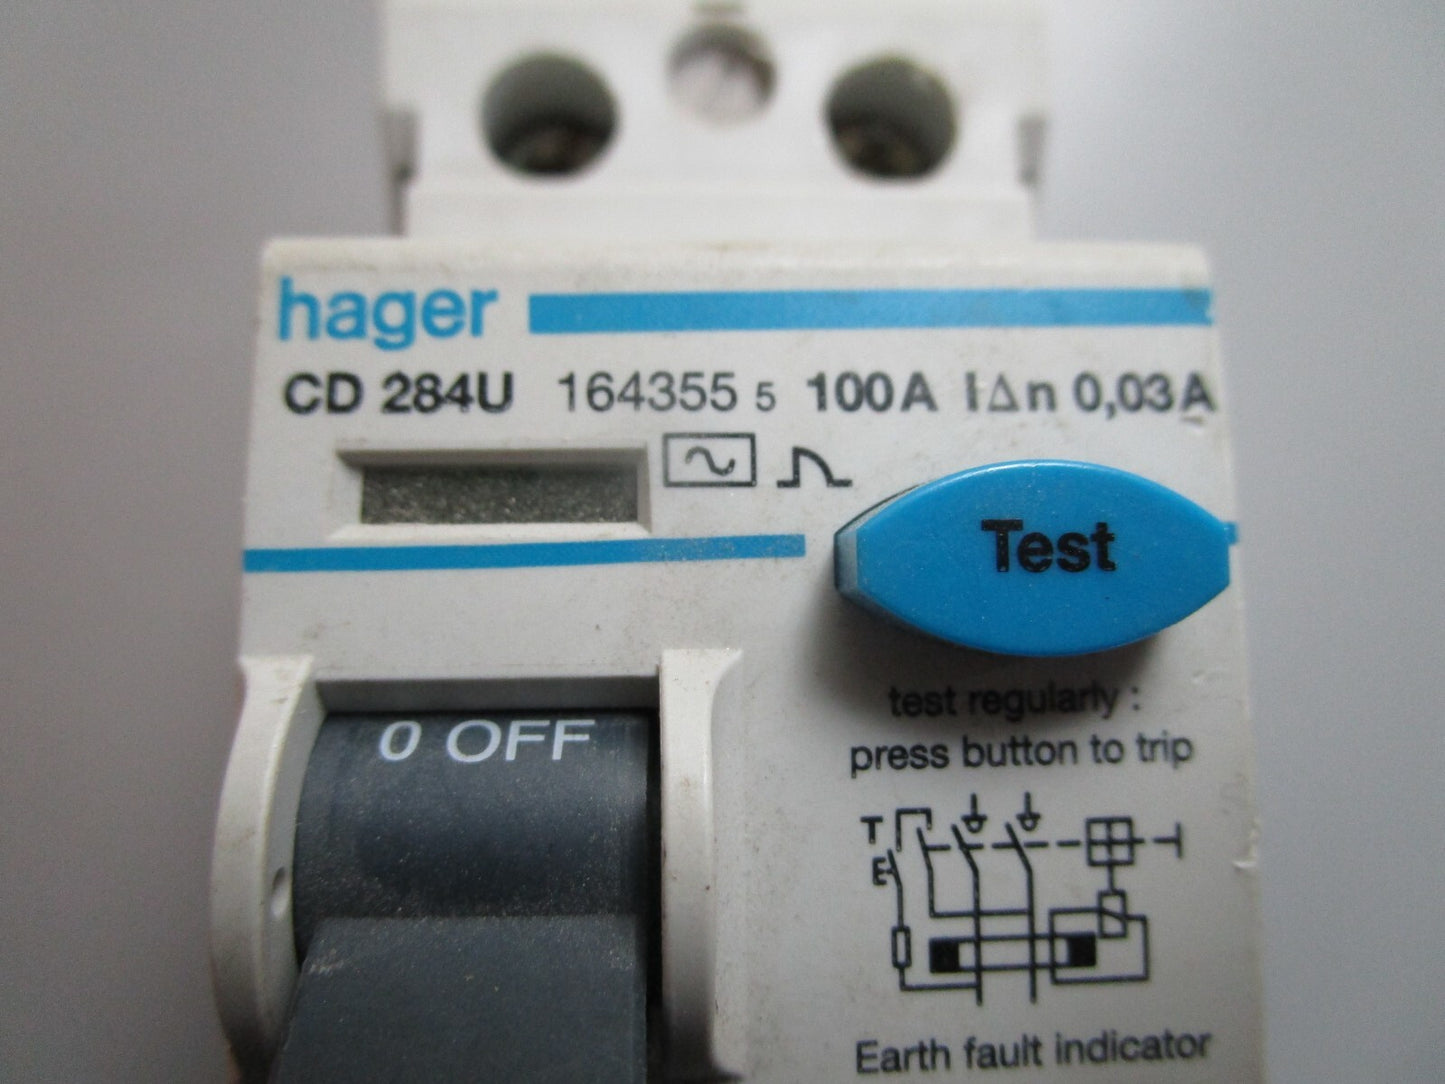 hager
CD 284U 164355 5 100A IΔn 0,03A
Test
0 OFF
test regularly :
press button to trip
T
E
Earth fault indicator